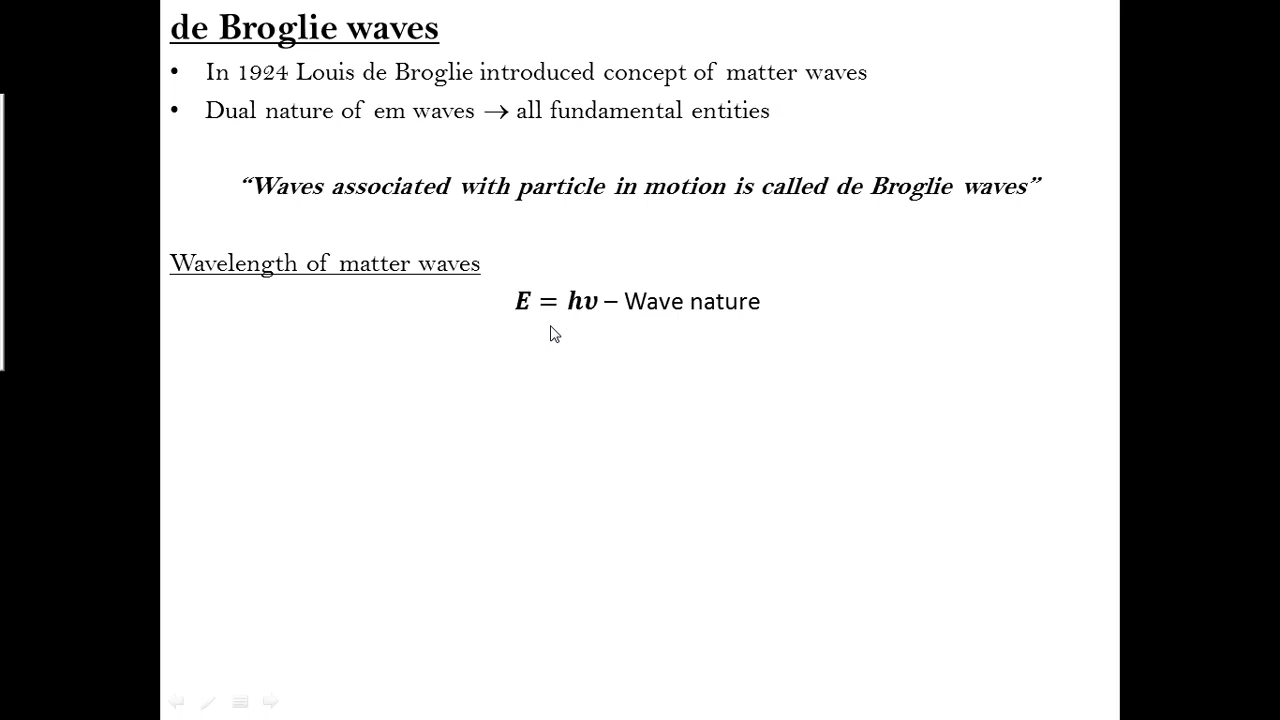 de Broglie waves
• In 1924 Louis de Broglie introduced concept of matter waves
• Dual nature of em waves → all fundamental entities
“Waves associated with particle in motion is called de Broglie waves”
Wavelength of matter waves
E = hυ – Wave nature